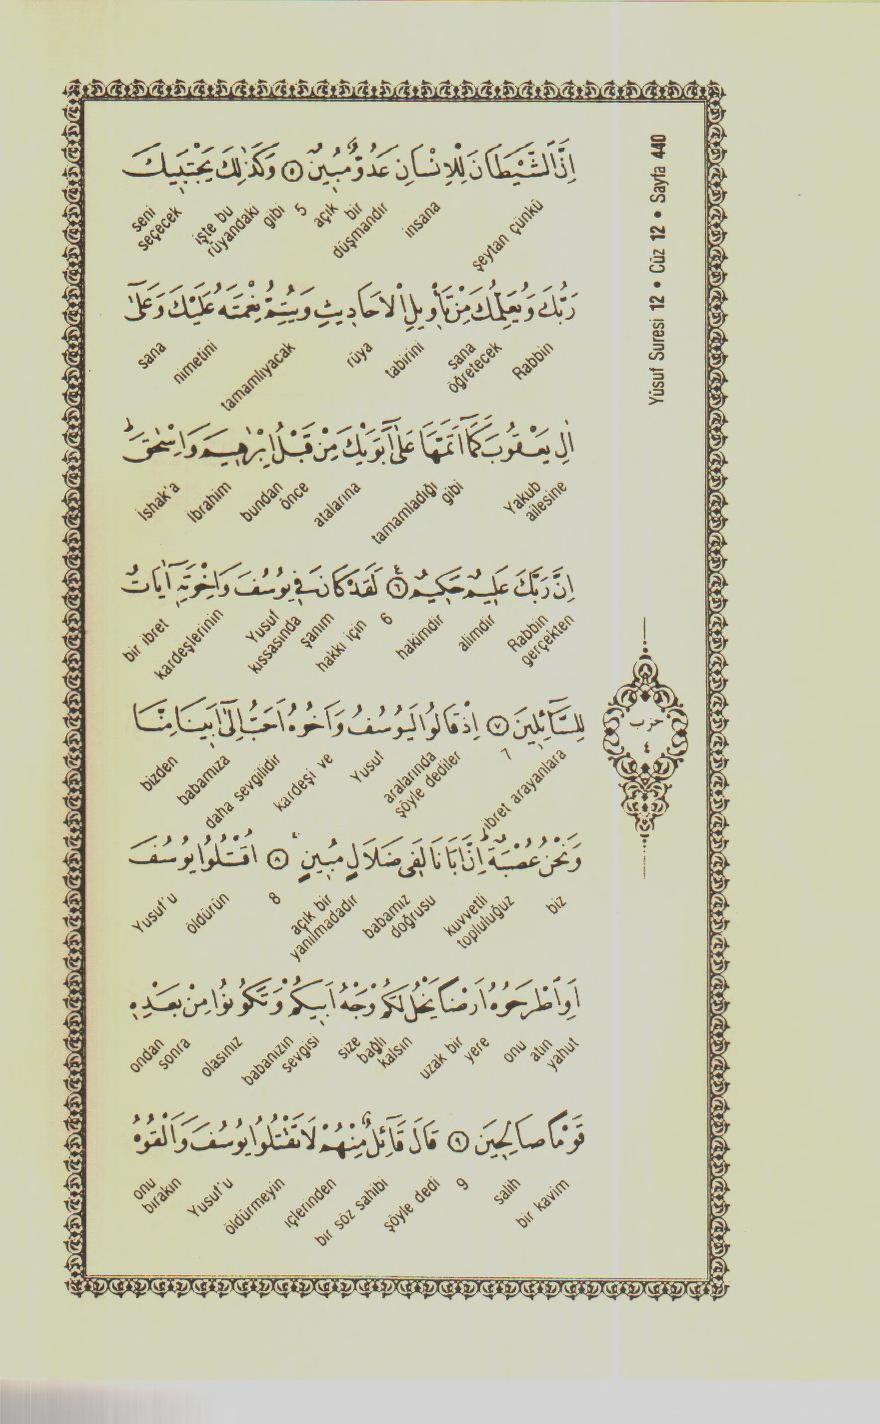 Yûsuf Suresi 12 • Cüz 12 • Sayfa 440
اِنَّ الشَّيْطَانَ لِلْاِنْسَانِ عَدُوٌّ مُبٖينٌ ﴿٥﴾ وَكَذٰلِكَ يَجْتَبٖيكَ
şeytan çünkü insana bir düşmandır açık 5 gibi işte bu rüyandaki seni seçecek
رَبُّكَ وَيُعَلِّمُكَ مِنْ تَأْوٖيلِ الْاَحَادٖيثِ وَيُتِمُّ نِعْمَتَهُ عَلَيْكَ وَعَلٰٓى
Rabbin sana öğretecek tabirini rüya tamamlıyacak nimetini sana
اٰلِ يَعْقُوبَ كَمَٓا اَتَمَّهَا عَلٰٓى اَبَوَيْكَ مِنْ قَبْلُ اِبْرٰهٖيمَ وَاِسْحٰقَ
Yakub ailesine gibi tamamladığı atalarına bundan önce İbrahim İshak'a
اِنَّ رَبَّكَ عَلٖيمٌ حَكٖيمٌ ﴿٦﴾ لَقَدْ كَانَ فٖى يُوسُفَ وَاِخْوَتِهٖٓ اٰيَاتٌ
Rabbin gerçekten alimdir hakimdir 6 şanım hakkı için Yusuf kıssasında kardeşlerinin bir ibret
لِلسَّٓائِلٖينَ ﴿٧﴾ اِذْ قَالُوا لَيُوسُفُ وَاَخُوهُ اَحَبُّ اِلٰٓى اَبٖينَا مِنَّا
ibret arayanlara 7 aralarında şöyle dediler Yusuf kardeşi ve daha sevgilidir babamıza bizden
حزب ٤
وَنَحْنُ عُصْبَةٌ اِنَّ اَبَانَا لَفٖى ضَلَالٍ مُبٖينٍ ﴿٨﴾ اُقْتُلُوا يُوسُفَ
biz kuvvetli topluluğuz babamız doğrusu açık bir yanılmadadır 8 öldürün Yusuf'u
اَوِ اطْرَحُوهُ اَرْضًا يَخْلُ لَكُمْ وَجْهُ اَبٖيكُمْ وَتَكُونُوا مِنْ بَعْدِهٖ
yahut atın onu yere uzak bir size bağlı kalsın babanızın sevgisi olasınız ondan sonra
قَوْمًا صَالِحٖينَ ﴿٩﴾ قَالَ قَٓائِلٌ مِنْهُمْ لَا تَقْتُلُوا يُوسُفَ وَاَلْقُوهُ
bir kavim salih 9 şöyle dedi bir söz sahibi içlerinden öldürmeyin Yusuf'u onu bırakın